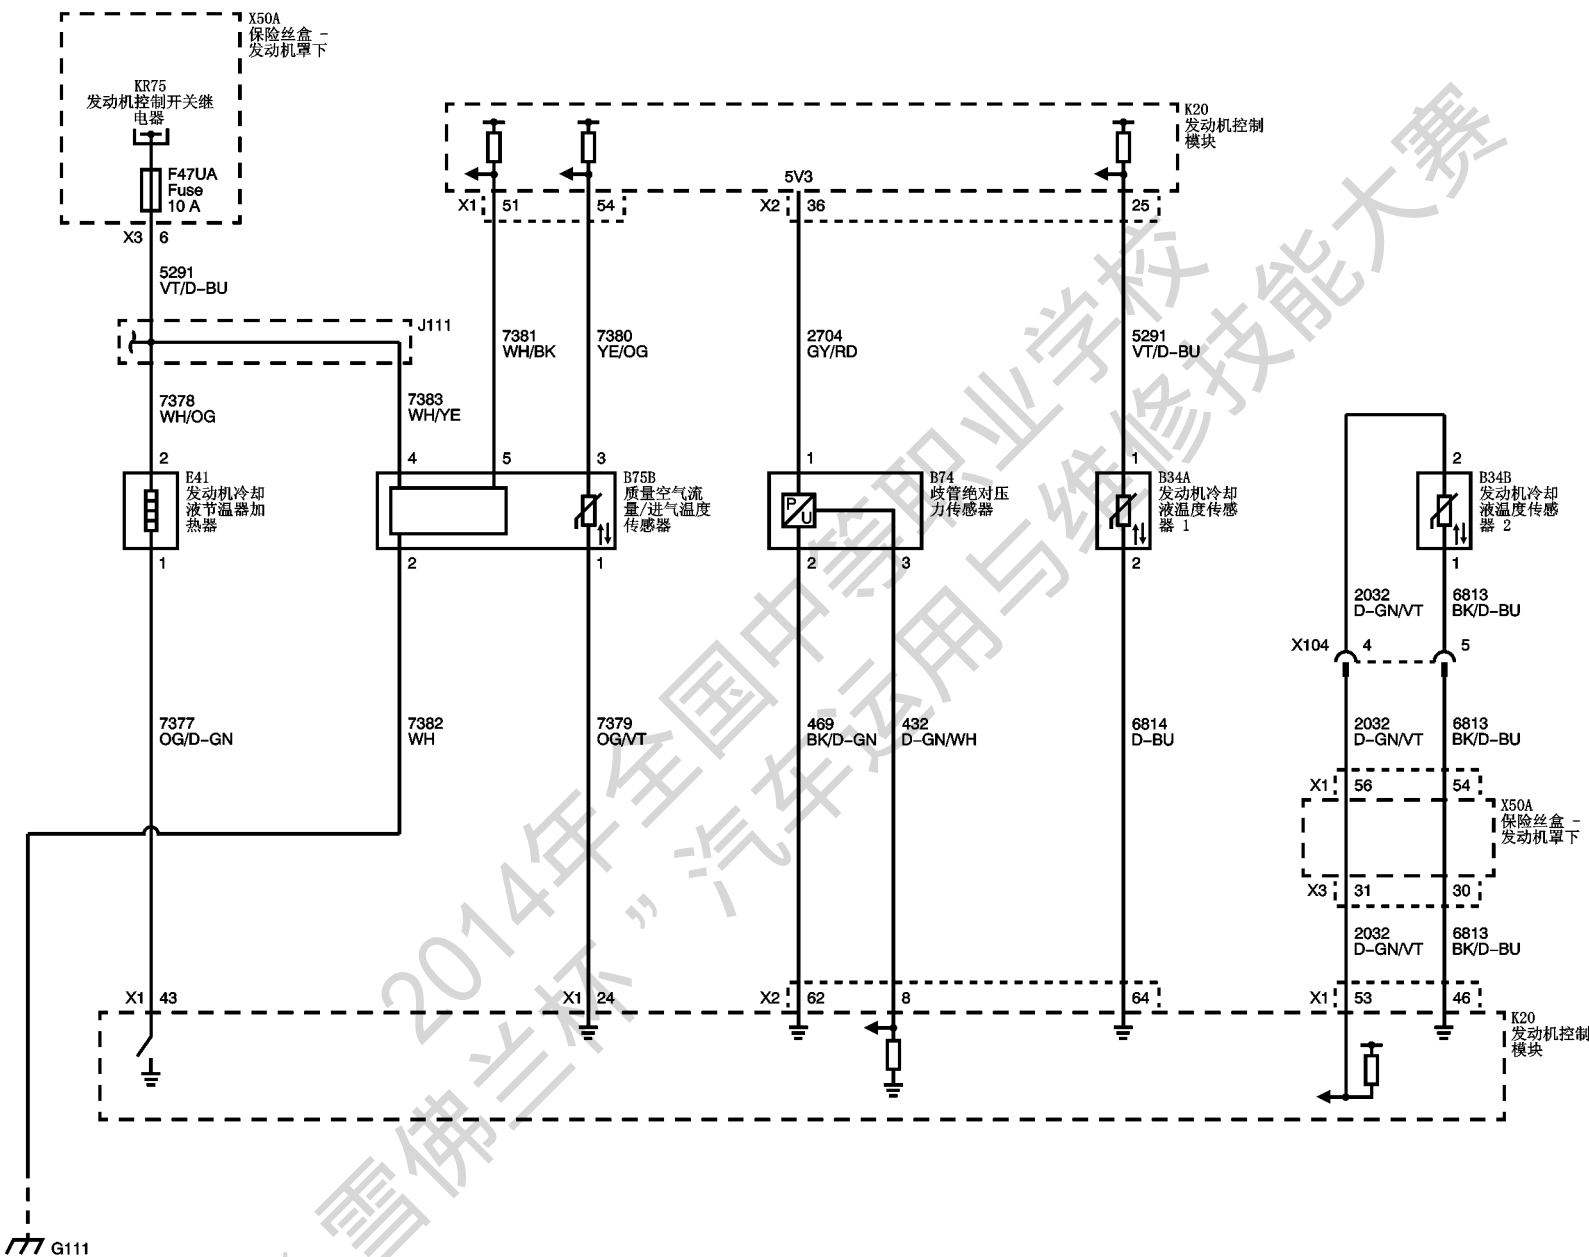 X50A
保险丝盒 -
发动机罩下
KR75
发动机控制开关继
电器
F47UA
Fuse
10 A
X3 6
5291
VT/D-BU
J111
7378
WH/OG
7383
WH/YE
K20
发动机控制
模块
5V3
X1 51 54
X2 36 25
7381
WH/BK
7380
YE/OG
2704
GY/RD
5291
VT/D-BU
2
E41
发动机冷却
液节温器加
热器
1
4 5 3
B75B
质量空气流
量/进气温度
传感器
2 1
1
B74
歧管绝对压
力传感器
P
U
2 3
1
B34A
发动机冷却
液温度传感
器 1
2
2
B34B
发动机冷却
液温度传感
器 2
1
2032
D-GN/VT
6813
BK/D-BU
X104 4 5
7377
OG/D-GN
7382
WH
7379
OG/VT
469
BK/D-GN
432
D-GN/WH
6814
D-BU
2032
D-GN/VT
6813
BK/D-BU
X1 56 54
X50A
保险丝盒 -
发动机罩下
X3 31 30
2032
D-GN/VT
6813
BK/D-BU
X1 43
X1 24
X2 62 8 64
X1 53 46
K20
发动机控制
模块
G111
2014年全国中等职业学校
雪佛兰杯”汽车运用与维修技能大赛